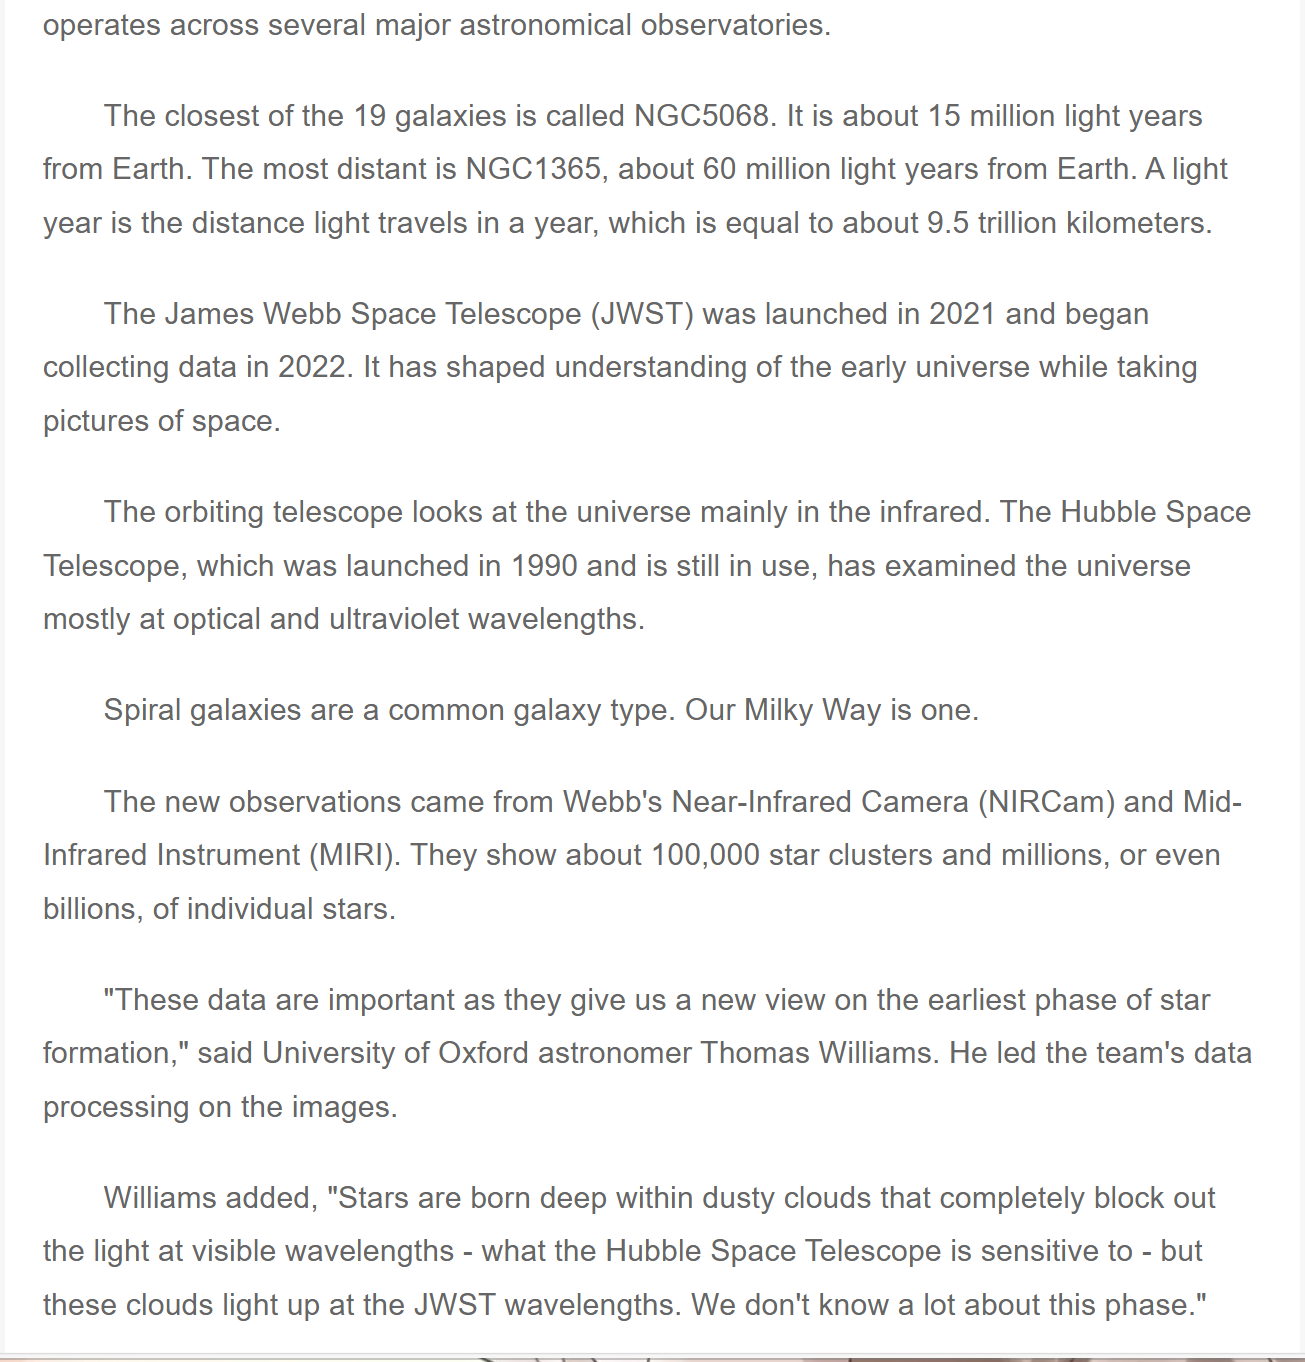 operates across several major astronomical observatories.
The closest of the 19 galaxies is called NGC5068. It is about 15 million light years
from Earth. The most distant is NGC1365, about 60 million light years from Earth. A light
year is the distance light travels in a year, which is equal to about 9.5 trillion kilometers.
The James Webb Space Telescope (JWST) was launched in 2021 and began
collecting data in 2022. It has shaped understanding of the early universe while taking
pictures of space.
The orbiting telescope looks at the universe mainly in the infrared. The Hubble Space
Telescope, which was launched in 1990 and is still in use, has examined the universe
mostly at optical and ultraviolet wavelengths.
Spiral galaxies are a common galaxy type. Our Milky Way is one.
The new observations came from Webb's Near-Infrared Camera (NIRCam) and Mid-
Infrared Instrument (MIRI). They show about 100,000 star clusters and millions, or even
billions, of individual stars.
"These data are important as they give us a new view on the earliest phase of star
formation," said University of Oxford astronomer Thomas Williams. He led the team's data
processing on the images.
Williams added, "Stars are born deep within dusty clouds that completely block out
the light at visible wavelengths - what the Hubble Space Telescope is sensitive to - but
these clouds light up at the JWST wavelengths. We don't know a lot about this phase."